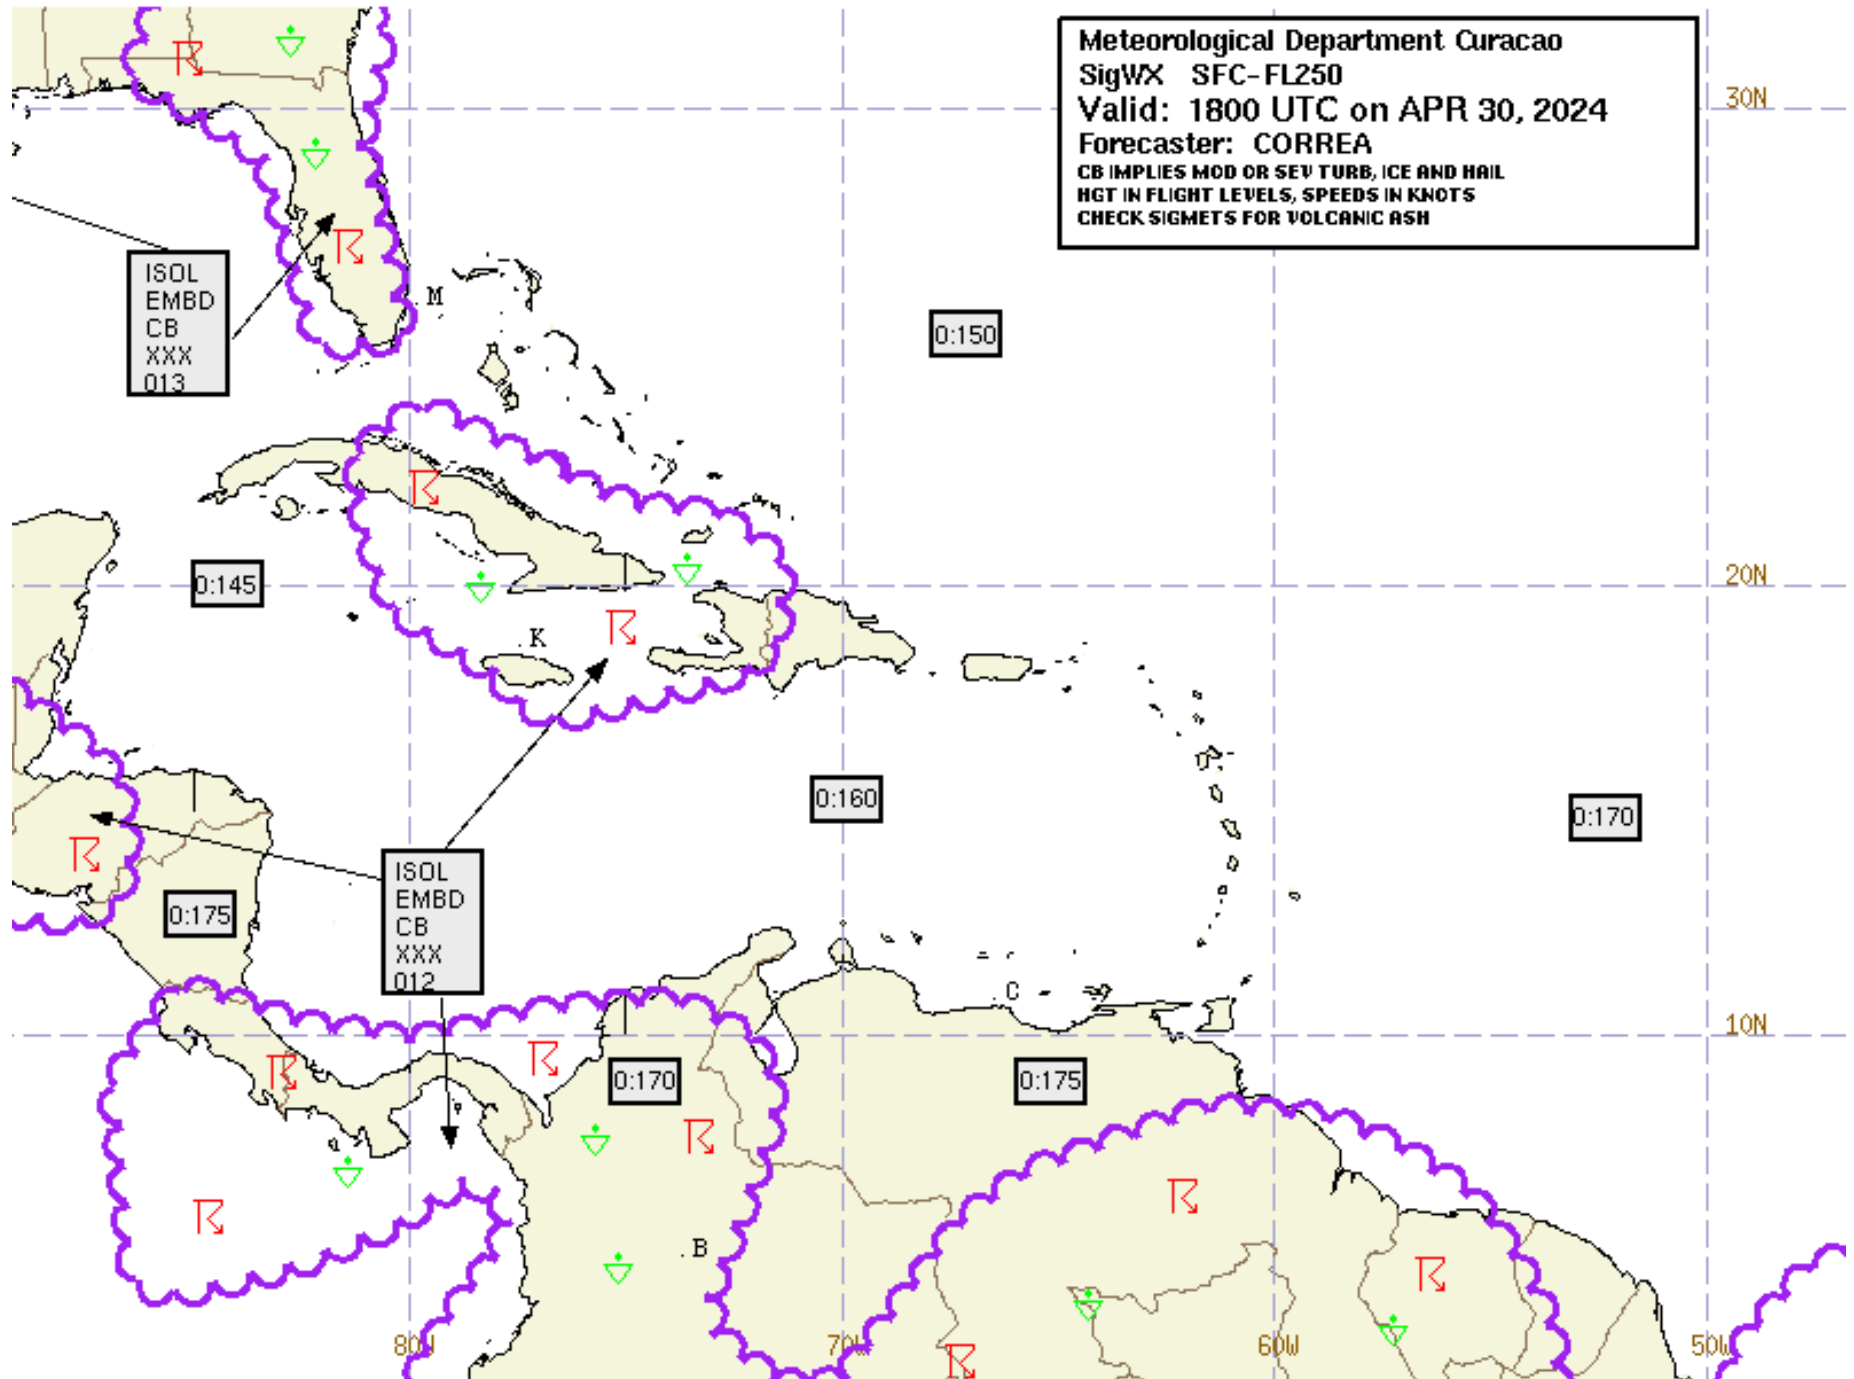 Meteorological Department Curacao
SigWX SFC-FL250
Valid: 1800 UTC on APR 30, 2024
Forecaster: CORREA
CB IMPLIES MOD OR SEV TURB, ICE AND HAIL
HGT IN FLIGHT LEVELS, SPEEDS IN KNOTS
CHECK SIGMETS FOR VOLCANIC ASH
30N
ISOL
EMBD
CB
XXX
013
M
0:150
0:145
20N
K
0:160
0:170
ISOL
EMBD
CB
XXX
012
0:175
C
10N
0:170
0:175
B
80W
70W
60W
50W